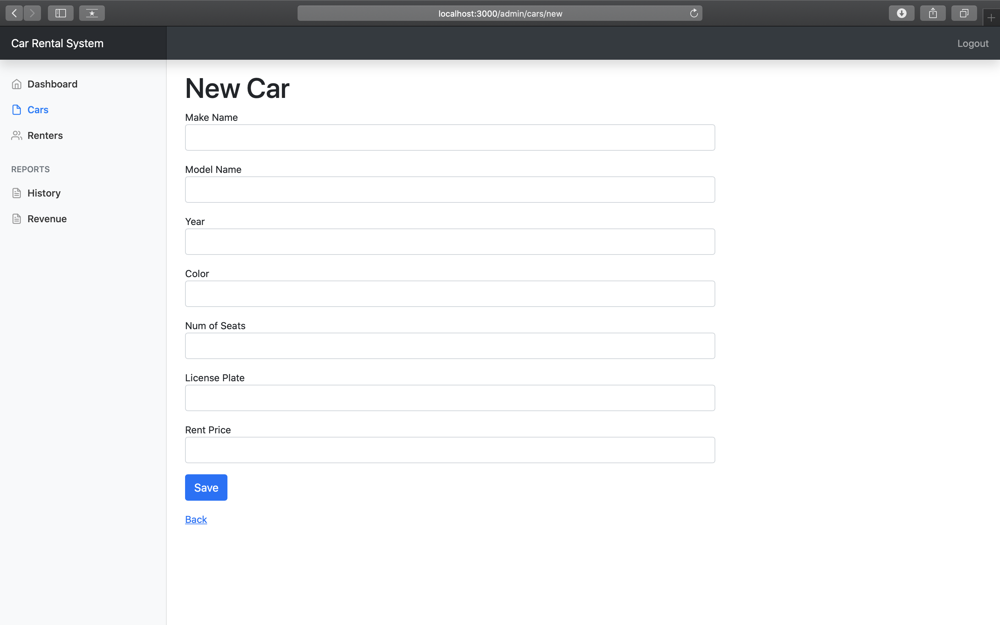 localhost:3000/admin/cars/new
Car Rental System
Logout
Dashboard
Cars
Renters
REPORTS
History
Revenue
New Car
Make Name
Model Name
Year
Color
Num of Seats
License Plate
Rent Price
Save
Back